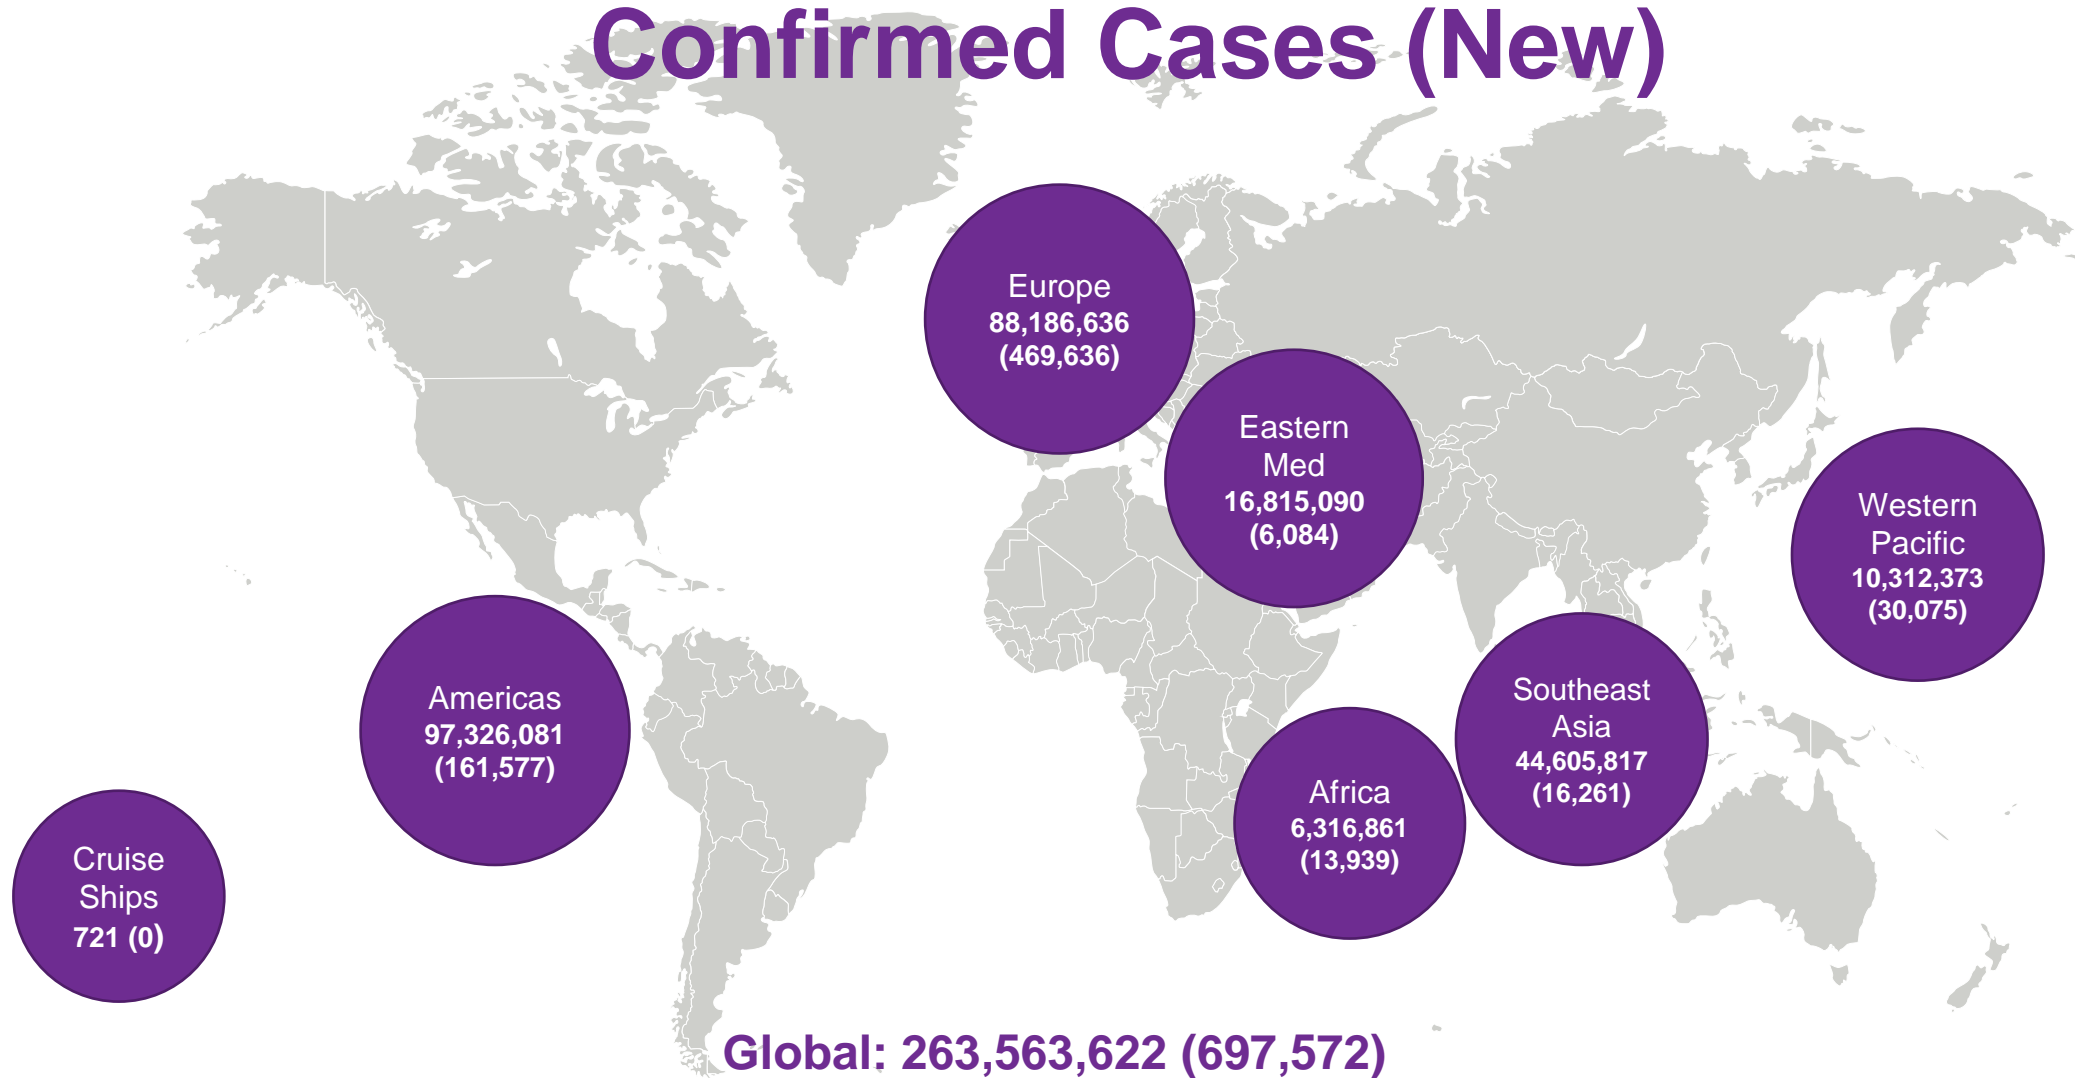 Confirmed Cases (New)
Europe
88,186,636
(469,636)
Eastern
Med
16,815,090
(6,084)
Western
Pacific
10,312,373
(30,075)
Americas
97,326,081
(161,577)
Southeast
Asia
44,605,817
(16,261)
Africa
6,316,861
(13,939)
Cruise
Ships
721 (0)
Global: 263,563,622 (697,572)